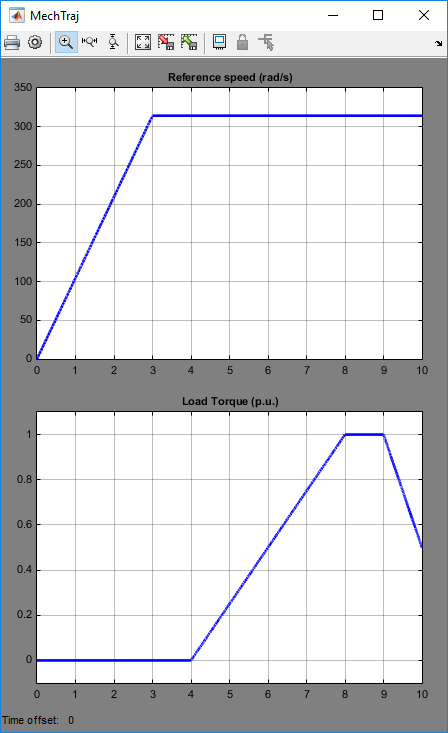 MechTraj
Reference speed (rad/s)
350
300
250
200
150
100
50
0
0 1 2 3 4 5 6 7 8 9 10
Load Torque (p.u.)
1
0.8
0.6
0.4
0.2
0
0 1 2 3 4 5 6 7 8 9 10
Time offset: 0